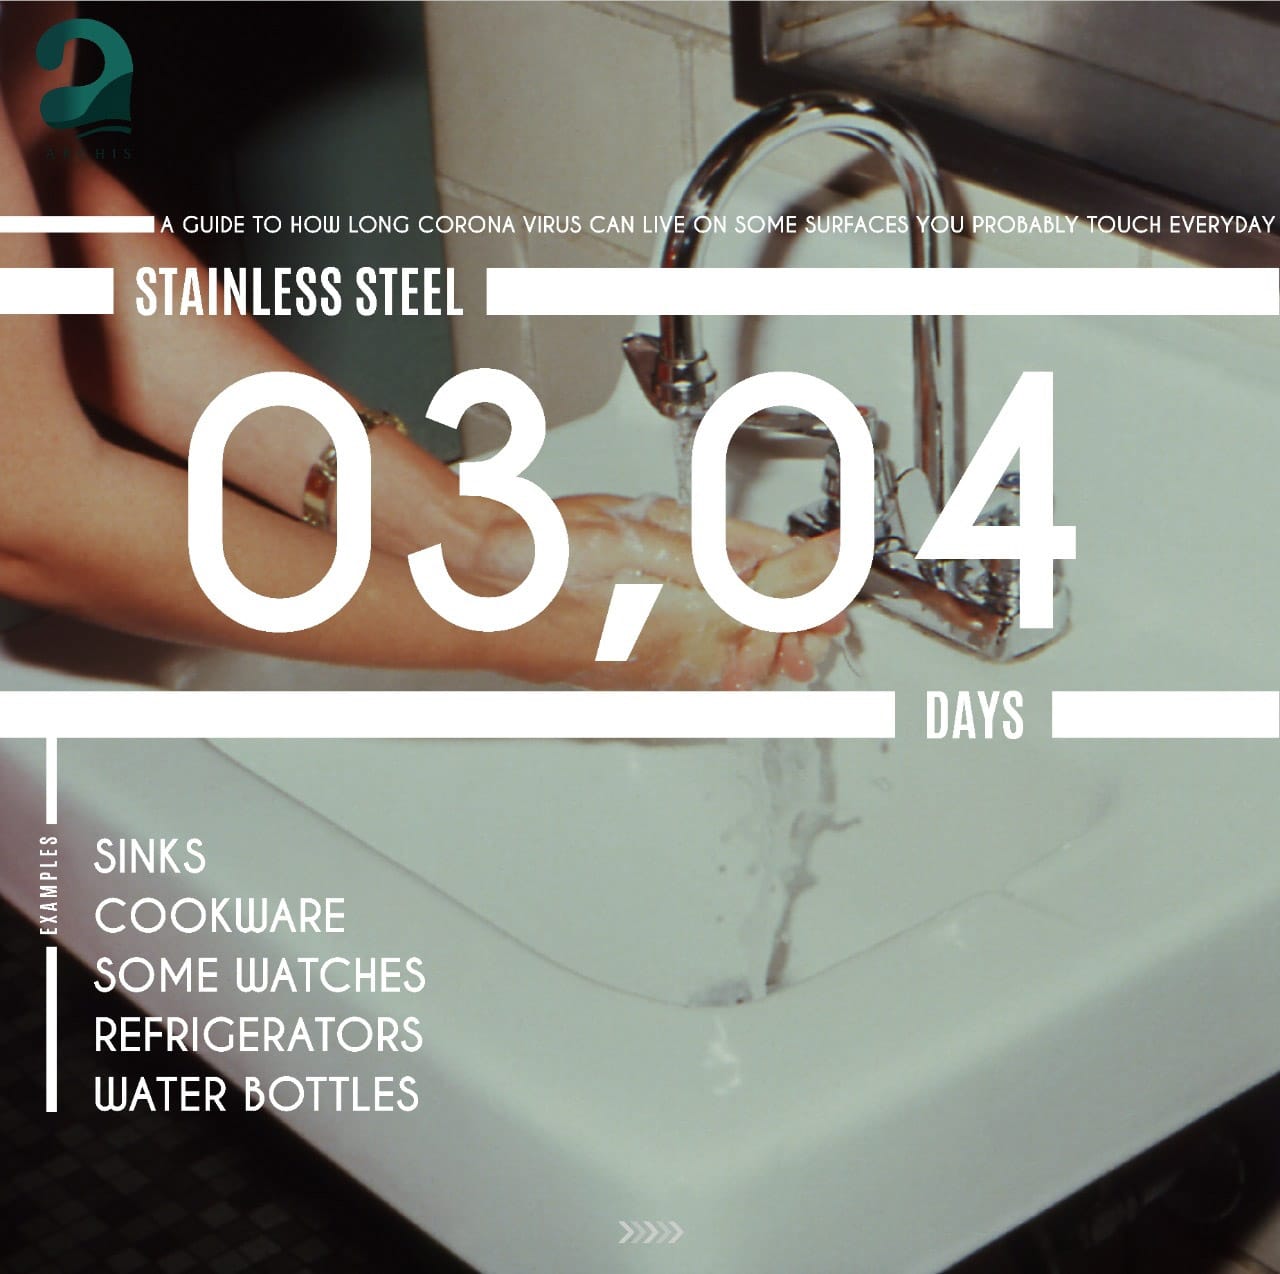 ARCHIS
A GUIDE TO HOW LONG CORONA VIRUS CAN LIVE ON SOME SURFACES YOU PROBABLY TOUCH EVERYDAY
STAINLESS STEEL
03,04
DAYS
EXAMPLES
SINKS
COOKWARE
SOME WATCHES
REFRIGERATORS
WATER BOTTLES